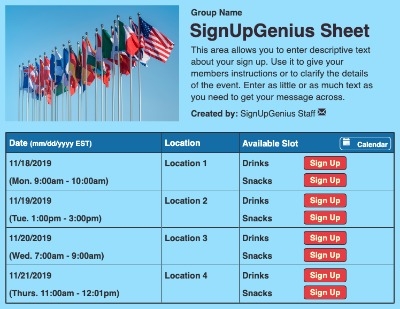 Group Name
SignUpGenius Sheet
This area allows you to enter descriptive text
about your sign up. Use it to give your
members instructions or to clarify the details
of the event. Enter as little or as much text as
you need to get your message across.
Created by: SignUpGenius Staff
Date (mm/dd/yyyy EST) Location Available Slot Calendar
11/18/2019 Location 1 Drinks Sign Up
(Mon. 9:00am - 10:00am) Snacks Sign Up
11/19/2019 Location 2 Drinks Sign Up
(Tue. 1:00pm - 3:00pm) Snacks Sign Up
11/20/2019 Location 3 Drinks Sign Up
(Wed. 7:00am - 9:00am) Snacks Sign Up
11/21/2019 Location 4 Drinks Sign Up
(Thurs. 11:00am - 12:01pm) Snacks Sign Up